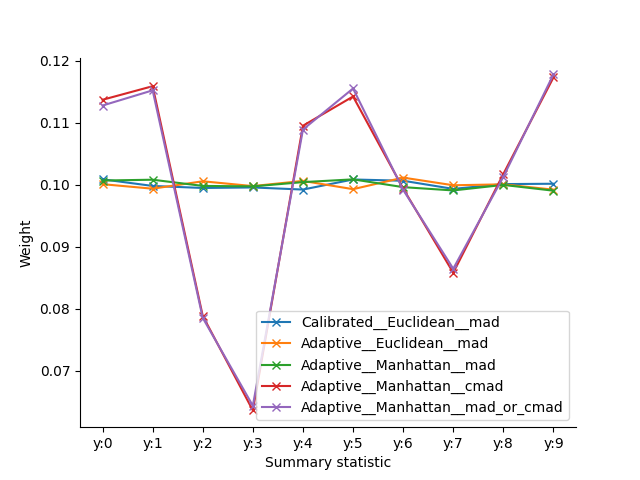 0.12
0.11
0.10
0.09
0.08
0.07
Weight
Calibrated__Euclidean__mad
Adaptive__Euclidean__mad
Adaptive__Manhattan__mad
Adaptive__Manhattan__cmad
Adaptive__Manhattan__mad_or_cmad
y:0 y:1 y:2 y:3 y:4 y:5 y:6 y:7 y:8 y:9
Summary statistic